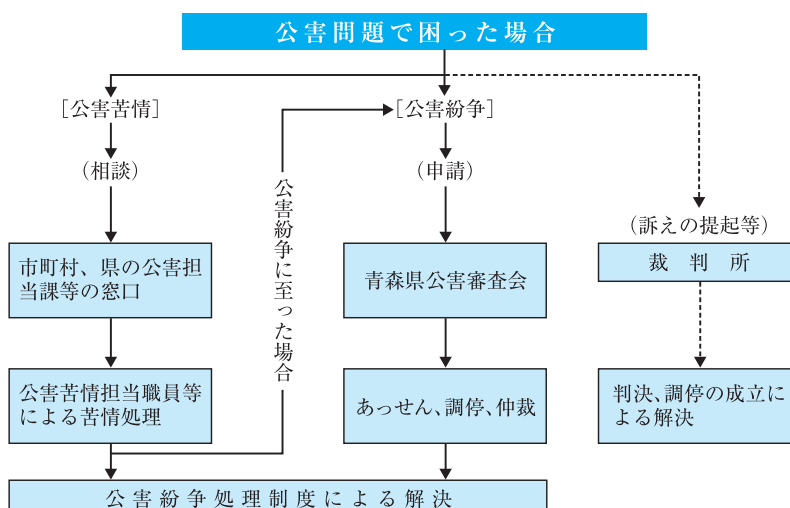 公害問題で困った場合
［公害苦情］
（相談）
市町村、県の公害担
当課等の窓口
公害苦情担当職員等
による苦情処理
公害紛争に至った場合
［公害紛争］
（申請）
青森県公害審査会
あっせん、調停、仲裁
公害紛争処理制度による解決
（訴えの提起等）
裁判所
判決、調停の成立に
よる解決